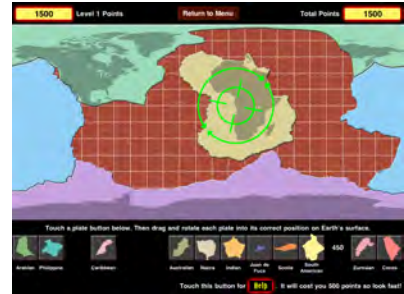 1500 Level 1 Points Return to Menu Total Points 1500
Touch a plate button below. Then drag and rotate each plate into its correct position on Earth's surface.
450
Arabian Philippine Caribbean Australian Nazca Indian Juan de Fuca Scotia South American Eurasian Cocos
Touch this button for Help . It will cost you 500 points so look fast!